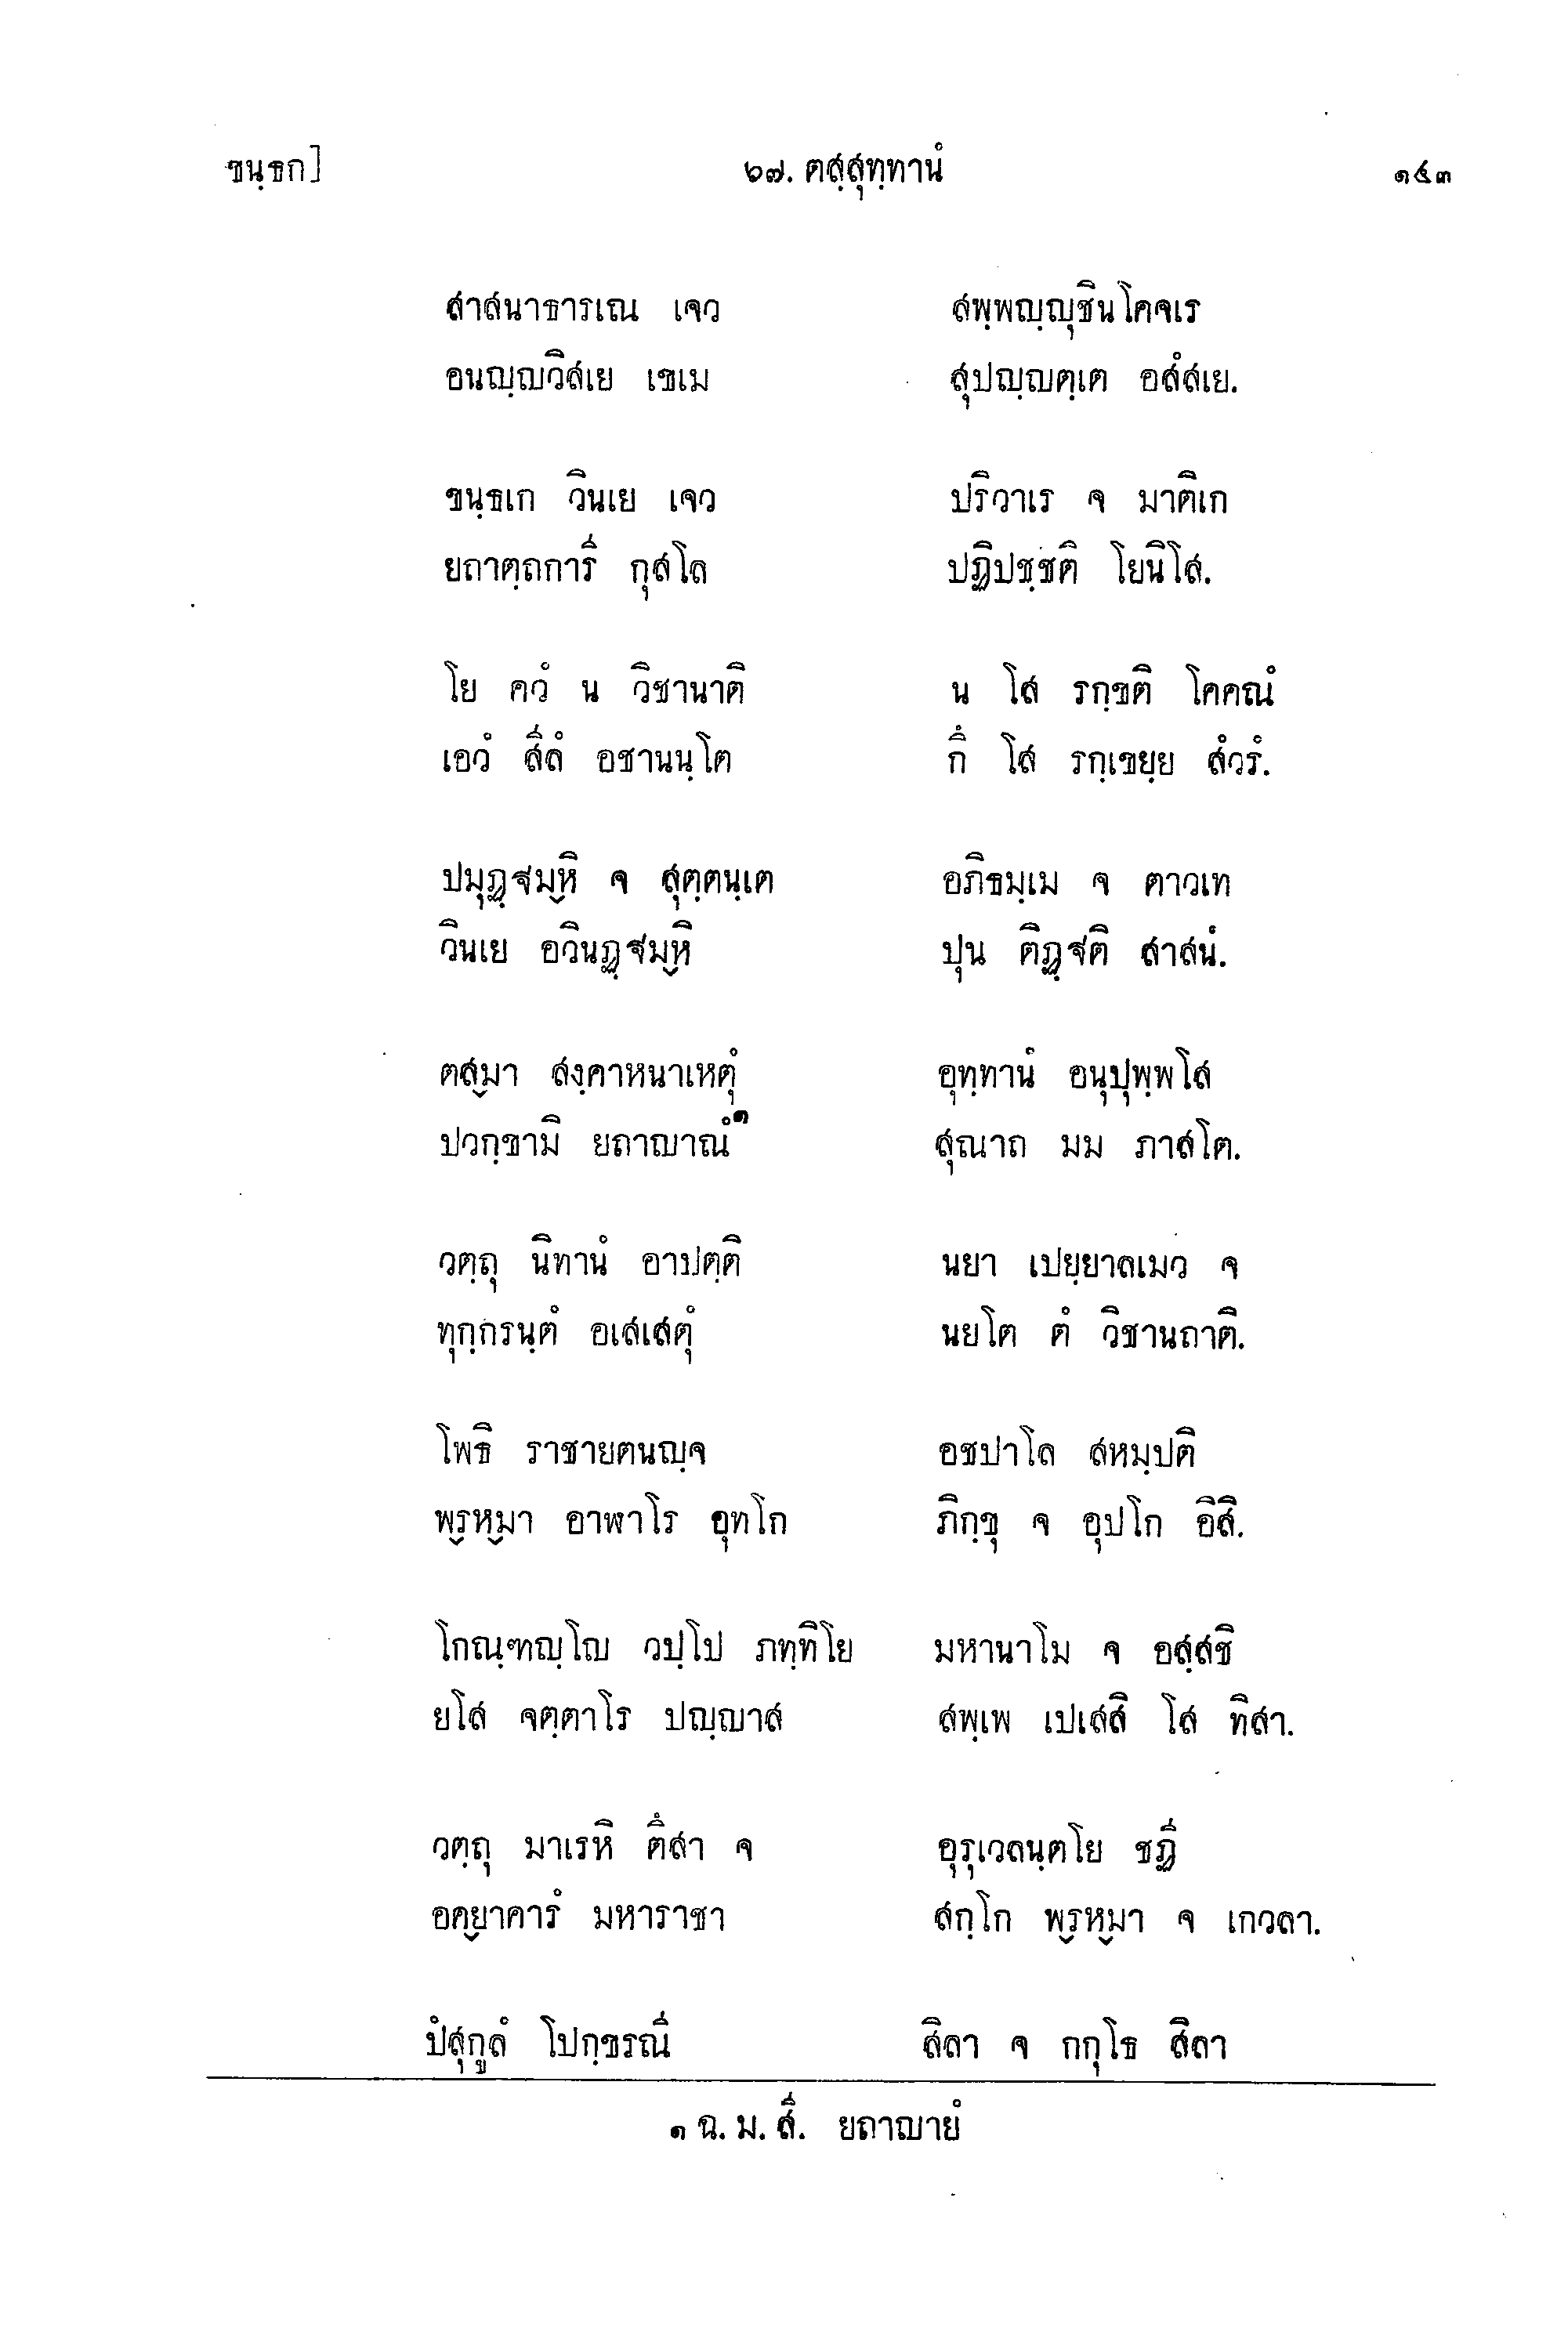 ขนฺธก] ๖๗. ตสฺสุทฺทานํ ๑๕๓
สาสนาธารเณ เจว สพฺพญฺญุชินโคจเร
อนญฺญวิสเย เขเม สุปญฺญตฺเต อสํสเย.
ขนฺธเก วินเย เจว ปริวาเร จ มาติเก
ยถาตฺถการี กุสโล ปฏิปชฺชติ โยนิโส.
โย ควํ น วิชานาติ น โส รกฺขติ โคคณํ
เอวํ สีลํ อชานนฺโต กึ โส รกฺเขยฺย สํวรํ.
ปมุฏฺฐมฺหิ จ สุตฺตนฺเต อภิธมฺเม จ ตาวเท
วินเย อวินฏฺฐมฺหิ ปุน ติฏฺฐติ สาสนํ.
ตสฺมา สงฺคาหนาเหตุํ อุทฺทานํ อนุปุพฺพโส
ปวกฺขามิ ยถาญาณํ๑ สุณาถ มม ภาสโต.
วตฺถุ นิทานํ อาปตฺติ นยา เปยฺยาลเมว จ
ทุกฺกรนฺตํ อเสเสตุํ นยโต ตํ วิชานถาติ.
โพธิ ราชายตนญฺจ อชปาโล สหมฺปติ
พฺรหฺมา อาฬาโร อุทโก ภิกฺขุ จ อุปโก อิสิ.
โกณฺฑญฺโญ วปฺโป ภทฺทิโย มหานาโม จ อสฺสชิ
ยโส จตฺตาโร ปญฺญาส สพฺเพ เปเสสิ โส ทิสา.
วตฺถุ มาเรหิ ตึสา จ อุรุเวลนฺตโย ชฏี
อคฺยาคารํ มหาราชา สกฺโก พฺรหฺมา จ เกวลา.
ปํสุกูลํ โปกฺขรณี สิลา จ กกุโธ สิลา
๑ ฉ. ม. สี. ยถาญายํ